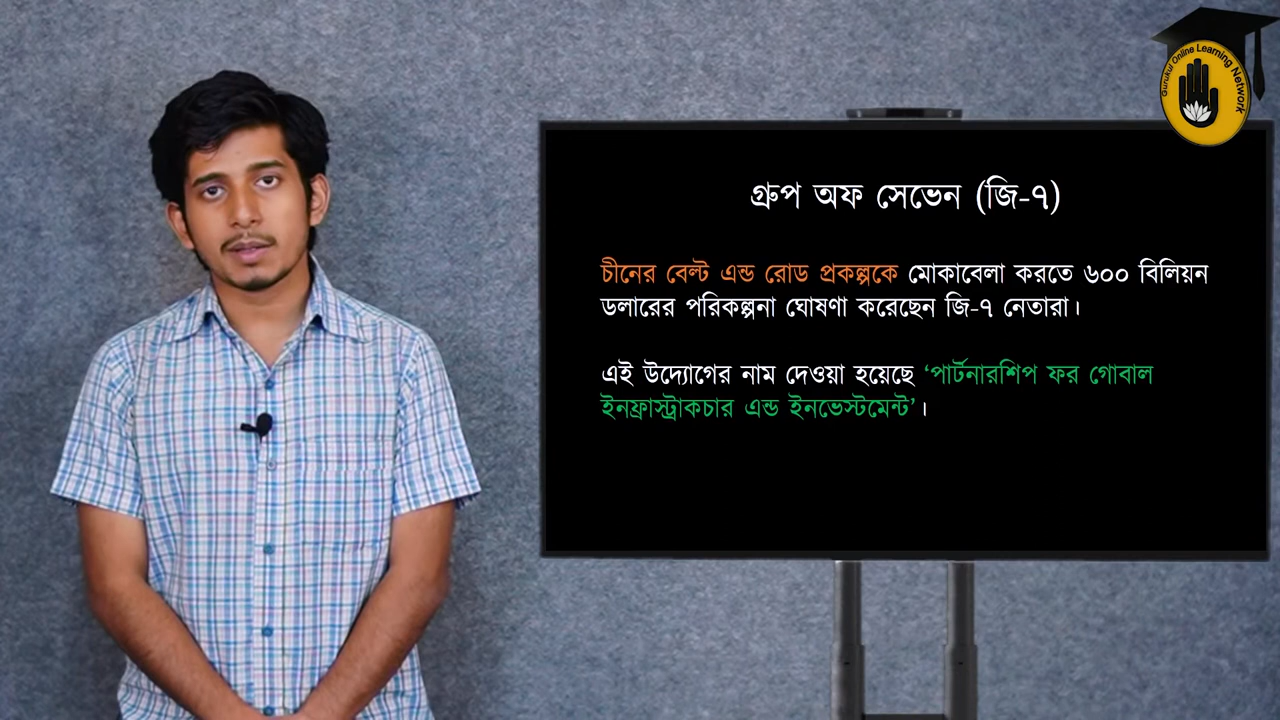 Gurukul Online Learning Network
গ্রুপ অফ সেভেন (জি-৭)
চীনের বেল্ট এন্ড রোড প্রকল্পকে মোকাবেলা করতে ৬০০ বিলিয়ন
ডলারের পরিকল্পনা ঘোষণা করেছেন জি-৭ নেতারা।
এই উদ্যোগের নাম দেওয়া হয়েছে ‘পার্টনারশিপ ফর গোবাল
ইনফ্রাস্ট্রাকচার এন্ড ইনভেস্টমেন্ট’।